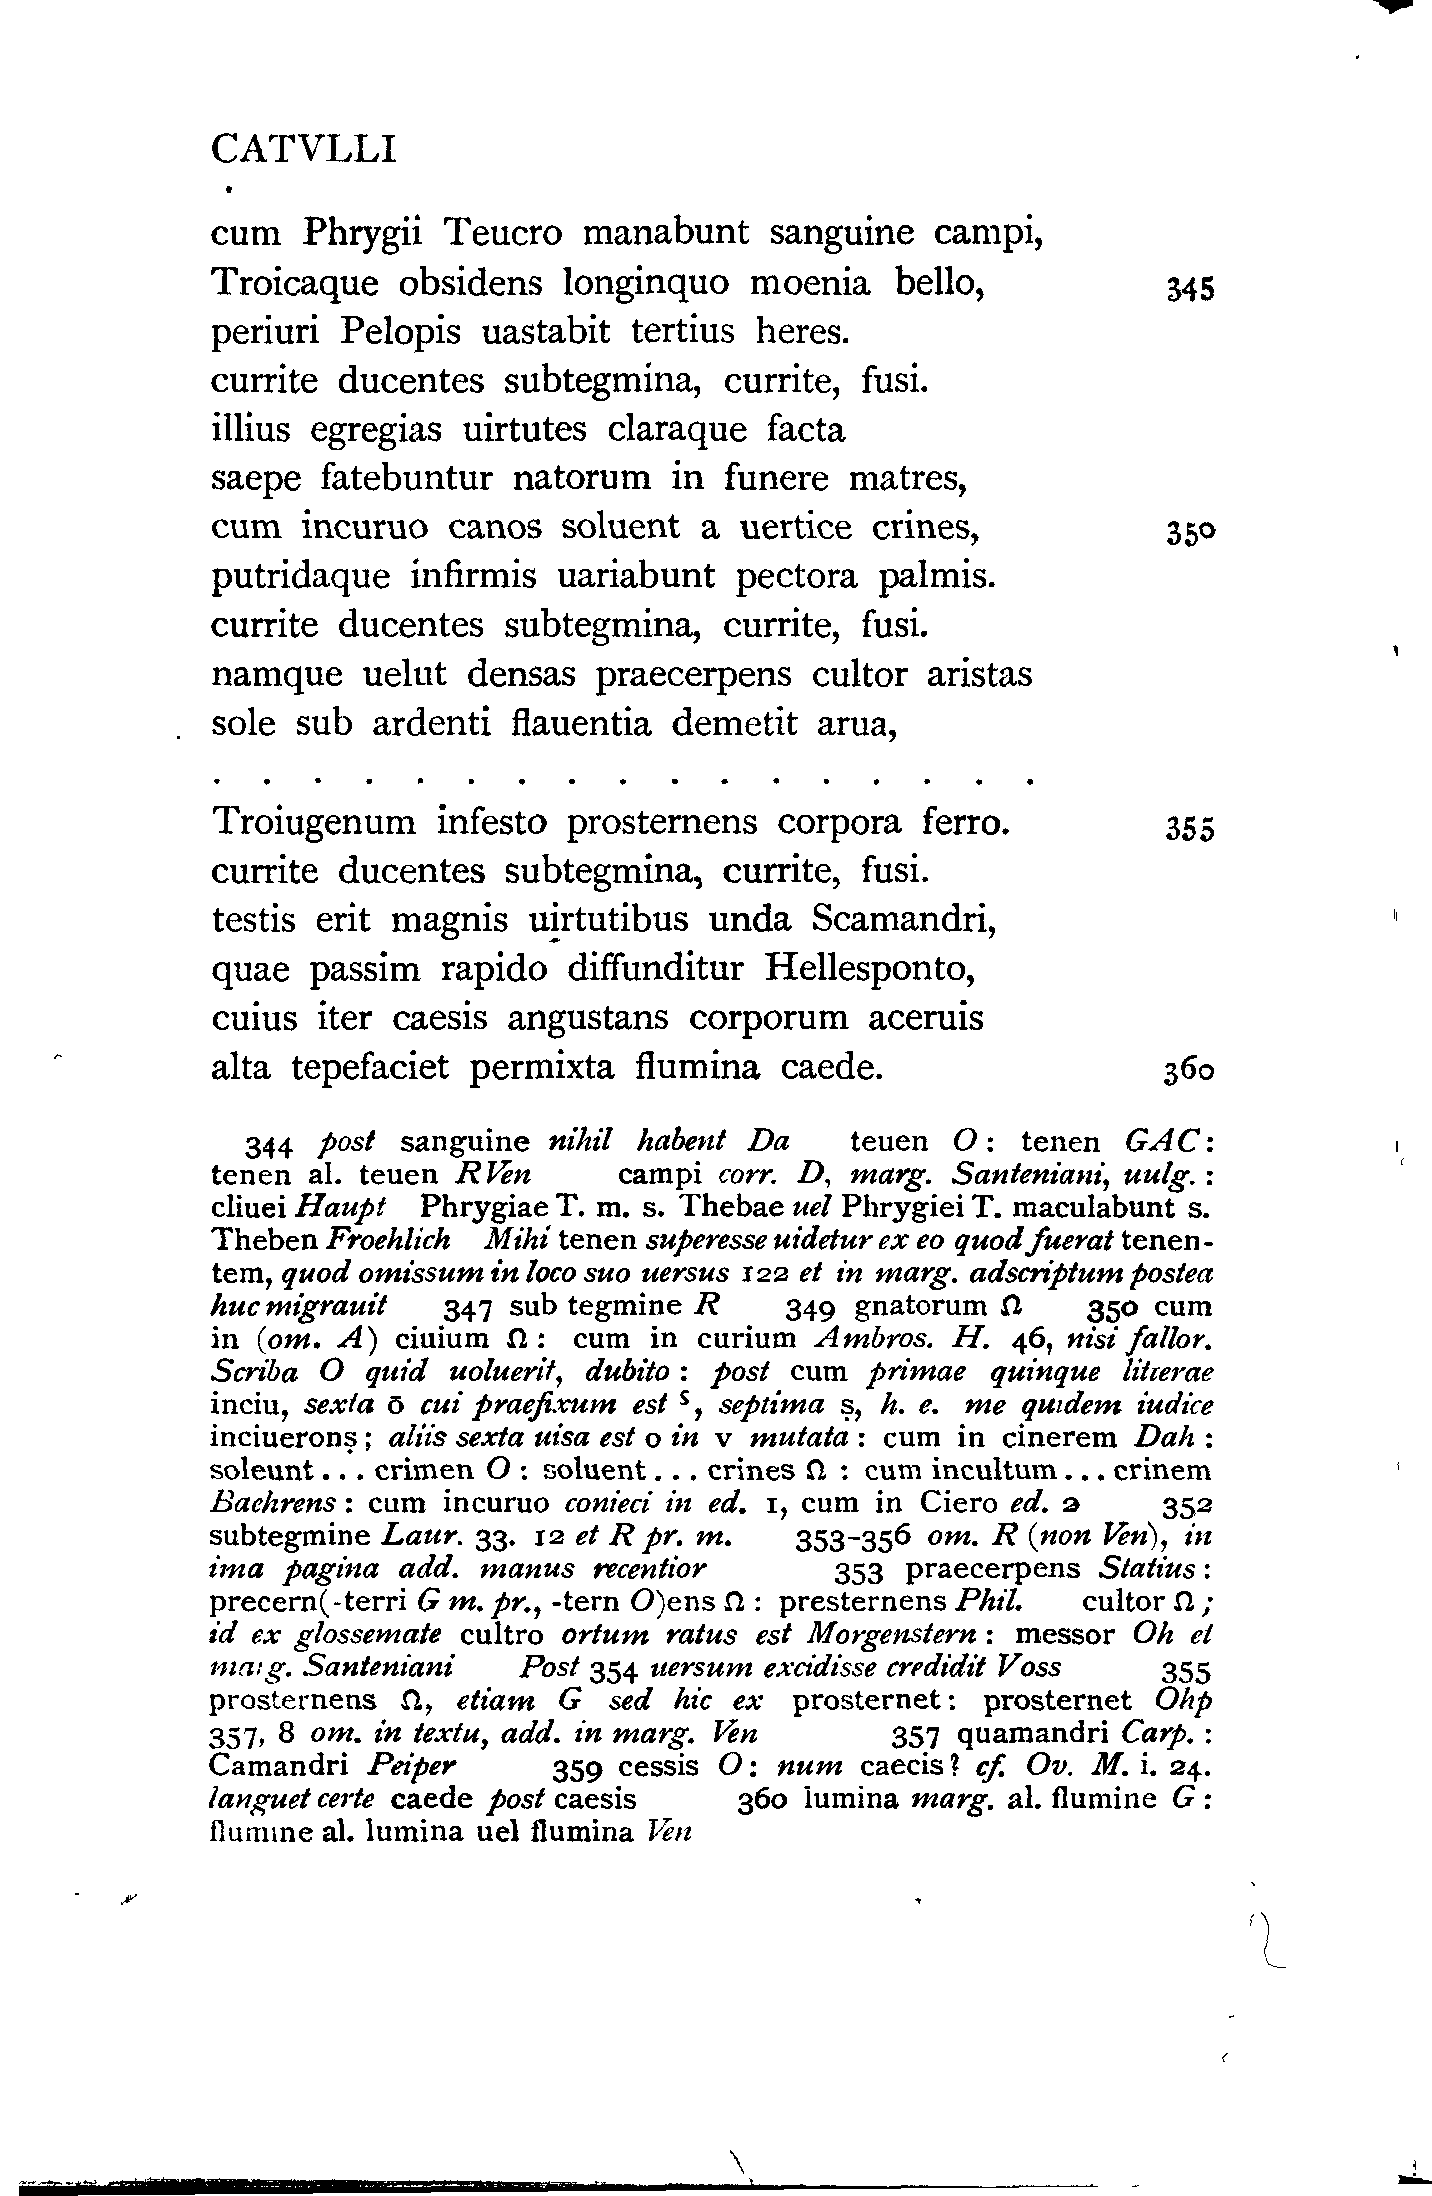 CATVLLI
cum Phrygii Teucro manabunt sanguine campi,
Troicaque obsidens longinquo moenia bello, 345
periuri Pelopis uastabit tertius heres.
currite ducentes subtegmina, currite, fusi.
illius egregias uirtutes claraque facta
saepe fatebuntur natorum in funere matres,
cum incuruo canos soluent a uertice crines, 350
putridaque infirmis uariabunt pectora palmis.
currite ducentes subtegmina, currite, fusi.
namque uelut densas praecerpens cultor aristas
sole sub ardenti flauentia demetit arua,
. . . . . . . . . . . . . . . . .
Troiugenum infesto prosternens corpora ferro. 355
currite ducentes subtegmina, currite, fusi.
testis erit magnis uirtutibus unda Scamandri,
quae passim rapido diffunditur Hellesponto,
cuius iter caesis angustans corporum aceruis
alta tepefaciet permixta flumina caede. 360
344 post sanguine nihil habent Da teuen O : tenen GAC :
tenen al. teuen RVen campi corr. D, marg. Santeniani, uulg. :
cliuei Haupt Phrygiae T. m. s. Thebae uel Phrygiei T. maculabunt s.
Theben Froehlich Mihi tenen superesse uidetur ex eo quod fuerat tenen-
tem, quod omissum in loco suo uersus 122 et in marg. adscriptum postea
huc migrauit 347 sub tegmine R 349 gnatorum Ω 350 cum
in (om. A) ciuium Ω : cum in curium Ambros. H. 46, nisi fallor.
Scriba O quid uoluerit, dubito : post cum primae quinque litterae
inciu, sexta ō cui praefixum est ˢ, septima ṣ, h. e. me quidem iudice
inciueronṣ ; aliis sexta uisa est o in v mutata : cum in cinerem Dah :
soleunt . . . crimen O : soluent . . . crines Ω : cum incultum . . . crinem
Baehrens : cum incuruo conieci in ed. 1, cum in Ciero ed. 2 352
subtegmine Laur. 33. 12 et R pr. m. 353-356 om. R (non Ven), in
ima pagina add. manus recentior 353 praecerpens Statius :
precern(-terri G m. pr., -tern O)ens Ω : presternens Phil. cultor Ω ;
id ex glossemate cultro ortum ratus est Morgenstern : messor Oh et
marg. Santeniani Post 354 uersum excidisse credidit Voss 355
prosternens Ω, etiam G sed hic ex prosternet : prosternet Ohp
357, 8 om. in textu, add. in marg. Ven 357 quamandri Carp. :
Camandri Peiper 359 cessis O : num caecis? cf. Ov. M. i. 24.
languet certe caede post caesis 360 lumina marg. al. flumine G :
flumine al. lumina uel flumina Ven